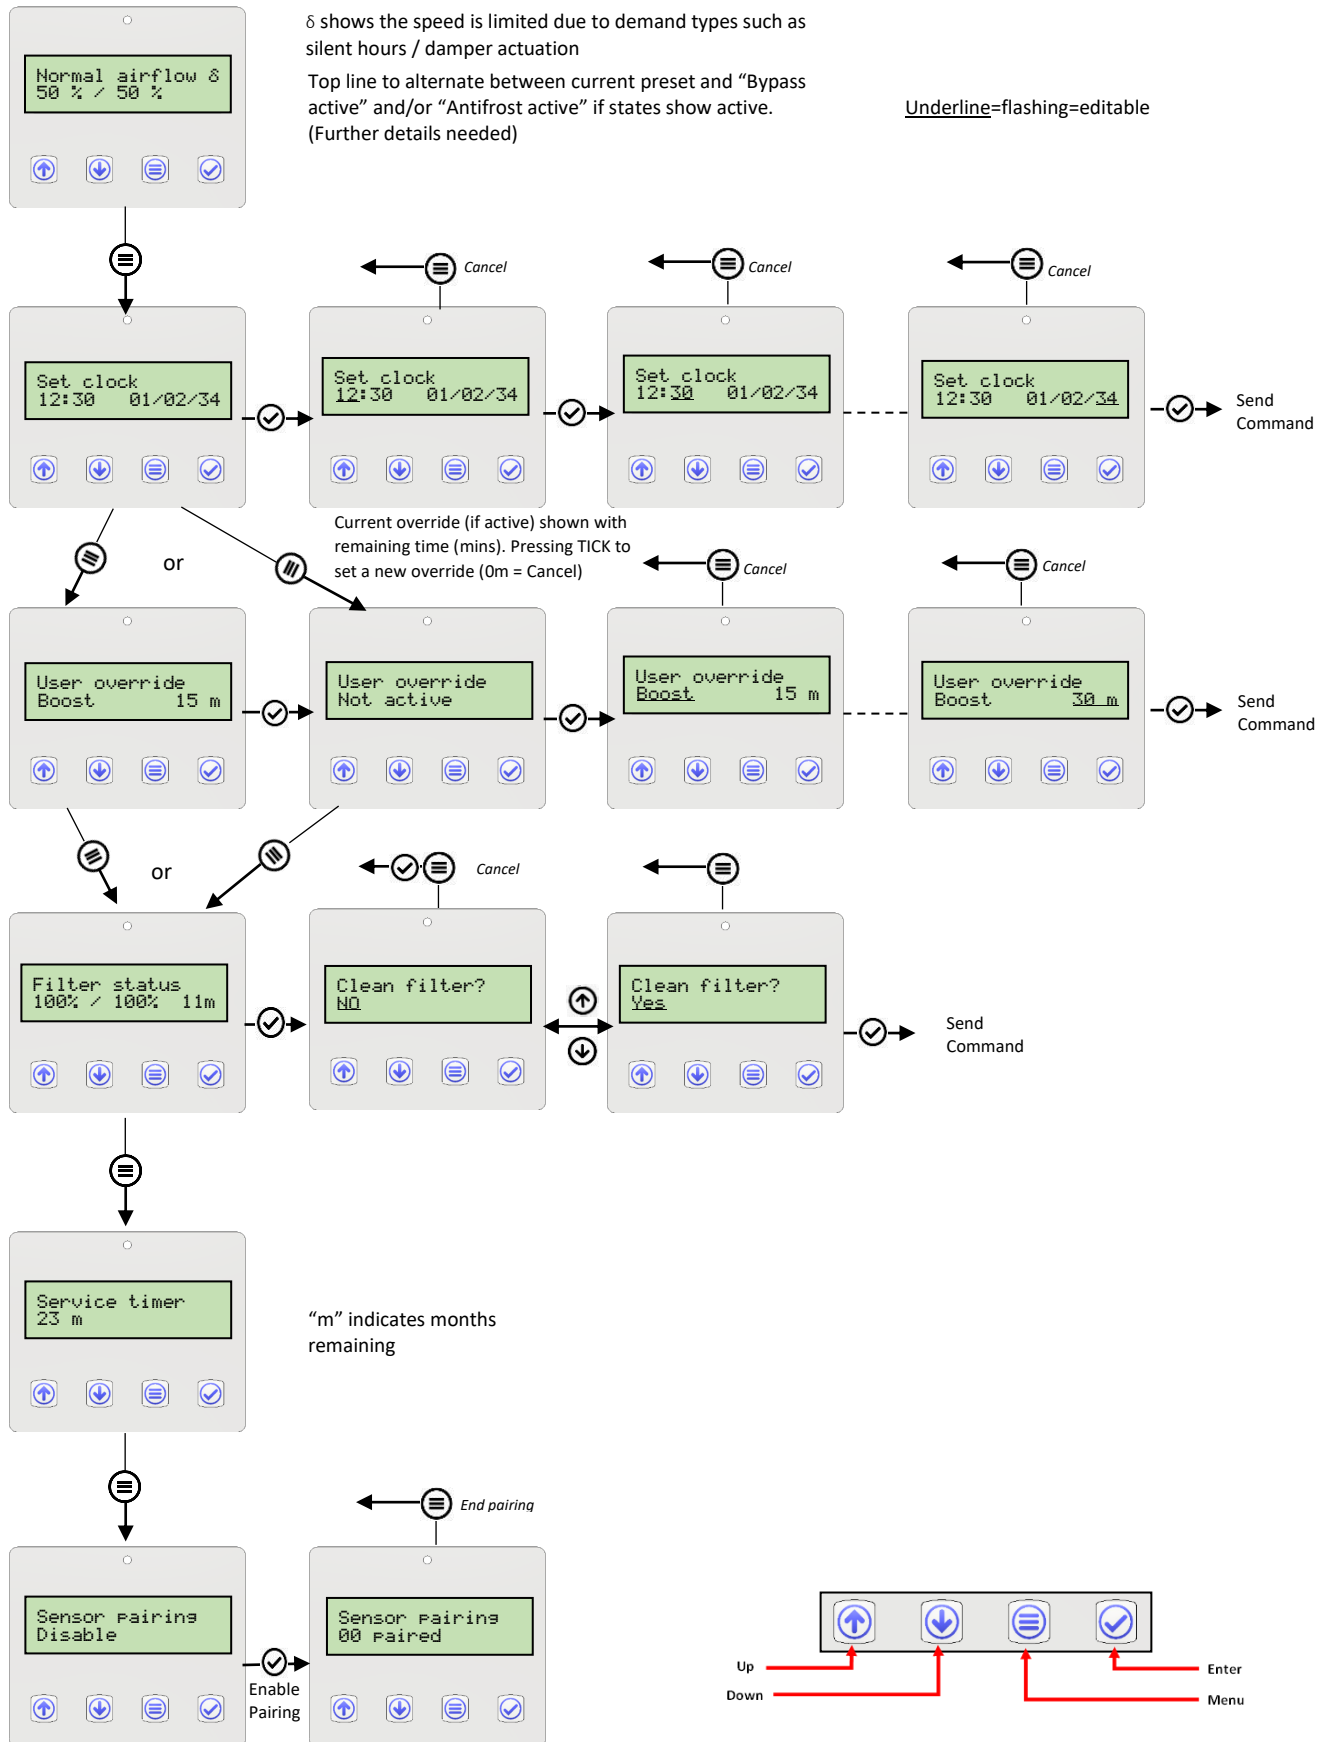 δ shows the speed is limited due to demand types such as
silent hours / damper actuation
Normal airflow δ
50 % / 50 %
Top line to alternate between current preset and “Bypass
active” and/or “Antifrost active” if states show active.
(Further details needed)
Underline=flashing=editable
Cancel
Cancel
Cancel
Set clock
12:30 01/02/34
Set clock
12:30 01/02/34
Set clock
12:30 01/02/34
Set clock
12:30 01/02/34
Send
Command
or
Current override (if active) shown with
remaining time (mins). Pressing TICK to
set a new override (0m = Cancel)
Cancel
Cancel
User override
Boost 15 m
User override
Not active
User override
Boost 15 m
User override
Boost 30 m
Send
Command
or
Cancel
Filter status
100% / 100% 11m
Clean filter?
NO
Clean filter?
Yes
Send
Command
Service timer
23 m
“m” indicates months
remaining
End pairing
Sensor pairing
Disable
Enable
Pairing
Sensor pairing
00 paired
Up
Down
Enter
Menu